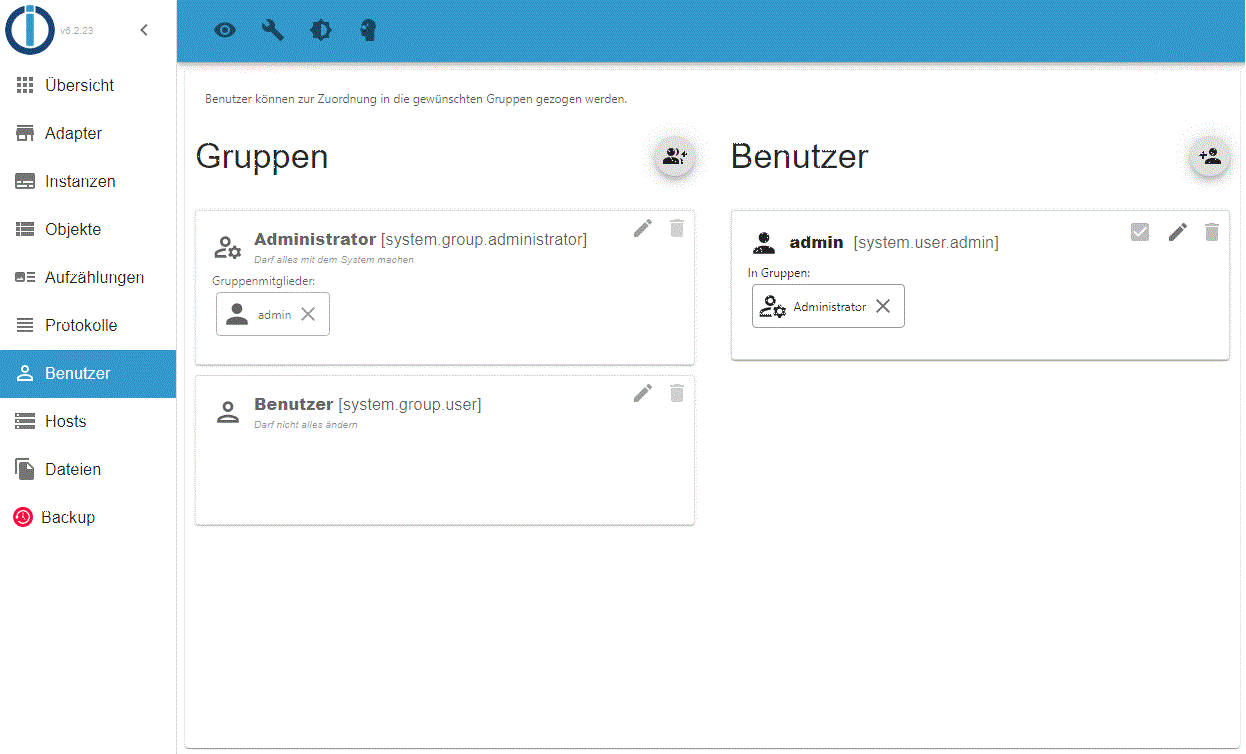 v6.2.23
Übersicht
Adapter
Instanzen
Objekte
Aufzählungen
Protokolle
Benutzer
Hosts
Dateien
Backup
Benutzer können zur Zuordnung in die gewünschten Gruppen gezogen werden.
Gruppen
Administrator [system.group.administrator]
Darf alles mit dem System machen
Gruppenmitglieder:
admin
Benutzer [system.group.user]
Darf nicht alles ändern
Benutzer
admin [system.user.admin]
In Gruppen:
Administrator